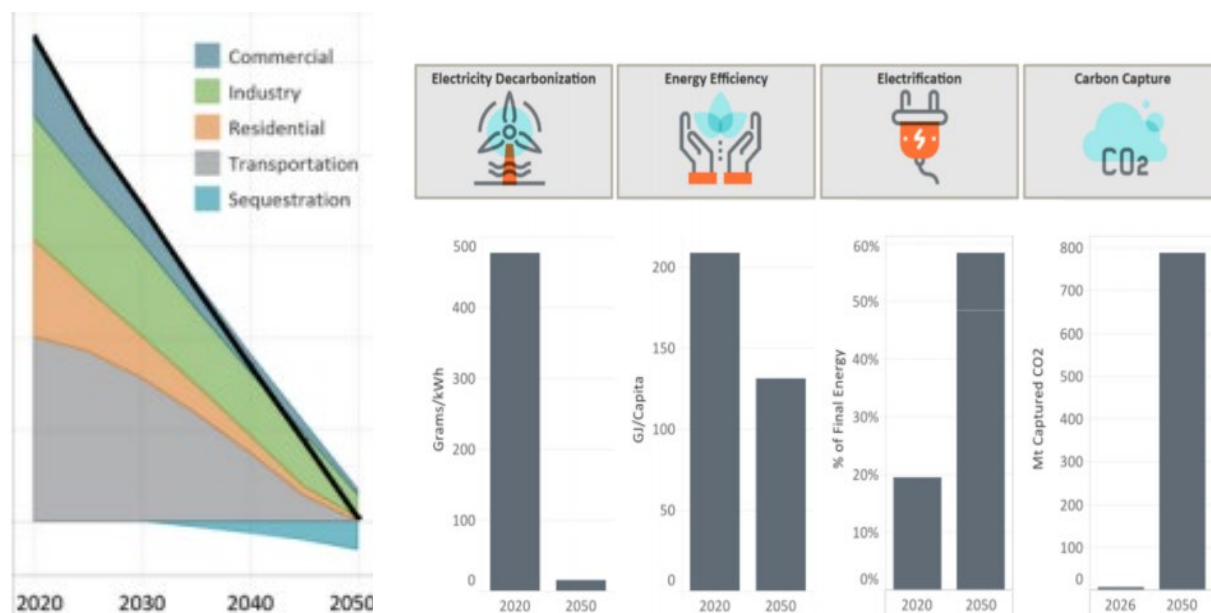 Commercial
Industry
Residential
Transportation
Sequestration
2020 2030 2040 2050
Electricity Decarbonization
Energy Efficiency
Electrification
Carbon Capture
CO2
Grams/kWh
500
400
300
200
100
0
2020 2050
GJ/Capita
200
150
100
50
0
2020 2050
% of Final Energy
60%
50%
40%
30%
20%
10%
0%
2020 2050
Mt Captured CO2
800
700
600
500
400
300
200
100
0
2026 2050